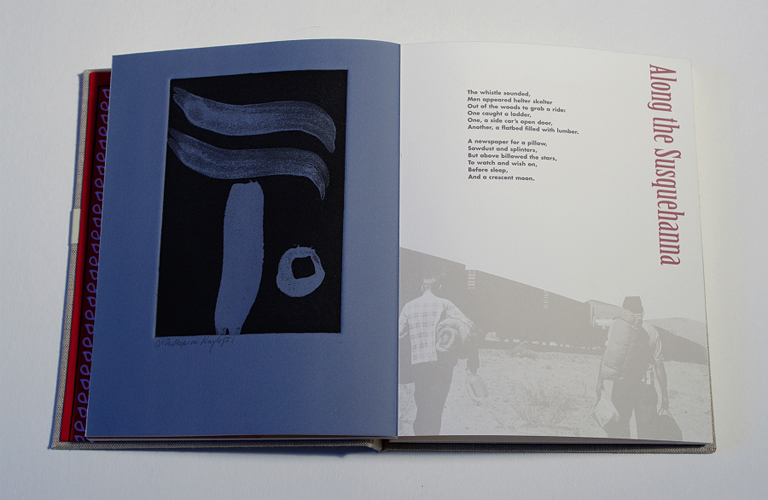 Along the Susquehanna
The whistle sounded,
Men appeared helter skelter
Out of the woods to grab a ride:
One caught a ladder,
One, a side car's open door,
Another, a flatbed filled with lumber.
A newspaper for a pillow,
Sawdust and splinters,
But above billowed the stars,
To watch and wish on,
Before sleep,
And a crescent moon.